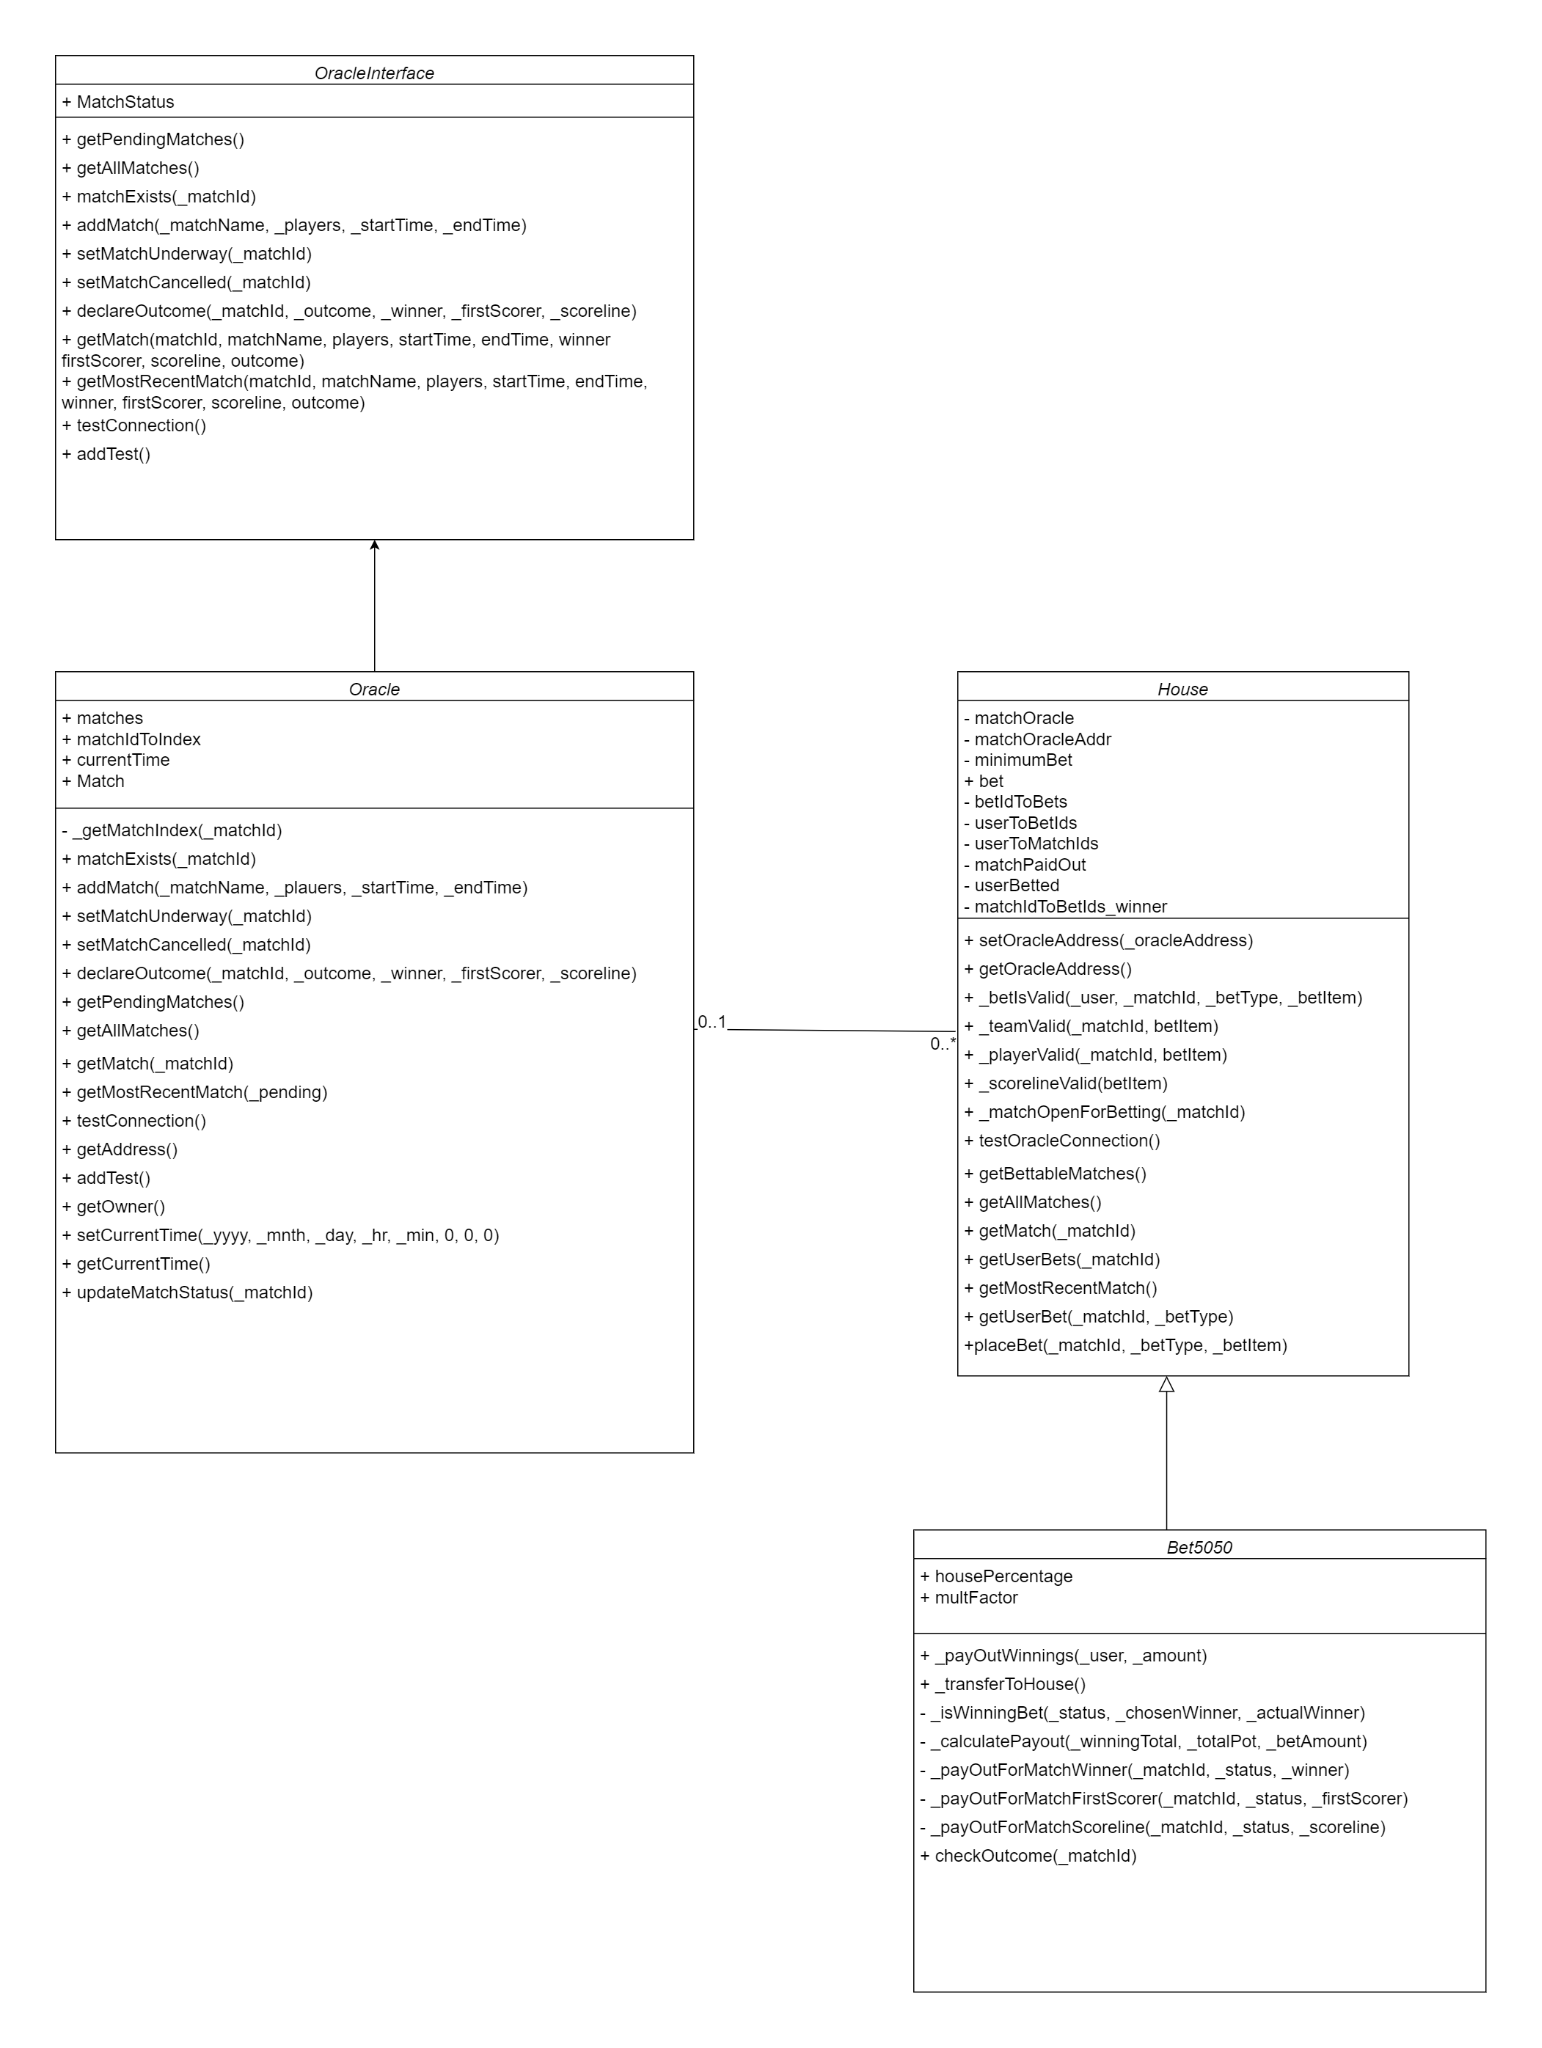 OracleInterface
+ MatchStatus
+ getPendingMatches()
+ getAllMatches()
+ matchExists(_matchId)
+ addMatch(_matchName, _players, _startTime, _endTime)
+ setMatchUnderway(_matchId)
+ setMatchCancelled(_matchId)
+ declareOutcome(_matchId, _outcome, _winner, _firstScorer, _scoreline)
+ getMatch(matchId, matchName, players, startTime, endTime, winner
firstScorer, scoreline, outcome)
+ getMostRecentMatch(matchId, matchName, players, startTime, endTime,
winner, firstScorer, scoreline, outcome)
+ testConnection()
+ addTest()
Oracle
+ matches
+ matchIdToIndex
+ currentTime
+ Match
- _getMatchIndex(_matchId)
+ matchExists(_matchId)
+ addMatch(_matchName, _plauers, _startTime, _endTime)
+ setMatchUnderway(_matchId)
+ setMatchCancelled(_matchId)
+ declareOutcome(_matchId, _outcome, _winner, _firstScorer, _scoreline)
+ getPendingMatches()
+ getAllMatches()
+ getMatch(_matchId)
+ getMostRecentMatch(_pending)
+ testConnection()
+ getAddress()
+ addTest()
+ getOwner()
+ setCurrentTime(_yyyy, _mnth, _day, _hr, _min, 0, 0, 0)
+ getCurrentTime()
+ updateMatchStatus(_matchId)
0..1
0..*
House
- matchOracle
- matchOracleAddr
- minimumBet
+ bet
- betIdToBets
- userToBetIds
- userToMatchIds
- matchPaidOut
- userBetted
- matchIdToBetIds_winner
+ setOracleAddress(_oracleAddress)
+ getOracleAddress()
+ _betIsValid(_user, _matchId, _betType, _betItem)
+ _teamValid(_matchId, betItem)
+ _playerValid(_matchId, betItem)
+ _scorelineValid(betItem)
+ _matchOpenForBetting(_matchId)
+ testOracleConnection()
+ getBettableMatches()
+ getAllMatches()
+ getMatch(_matchId)
+ getUserBets(_matchId)
+ getMostRecentMatch()
+ getUserBet(_matchId, _betType)
+placeBet(_matchId, _betType, _betItem)
Bet5050
+ housePercentage
+ multFactor
+ _payOutWinnings(_user, _amount)
+ _transferToHouse()
- _isWinningBet(_status, _chosenWinner, _actualWinner)
- _calculatePayout(_winningTotal, _totalPot, _betAmount)
- _payOutForMatchWinner(_matchId, _status, _winner)
- _payOutForMatchFirstScorer(_matchId, _status, _firstScorer)
- _payOutForMatchScoreline(_matchId, _status, _scoreline)
+ checkOutcome(_matchId)